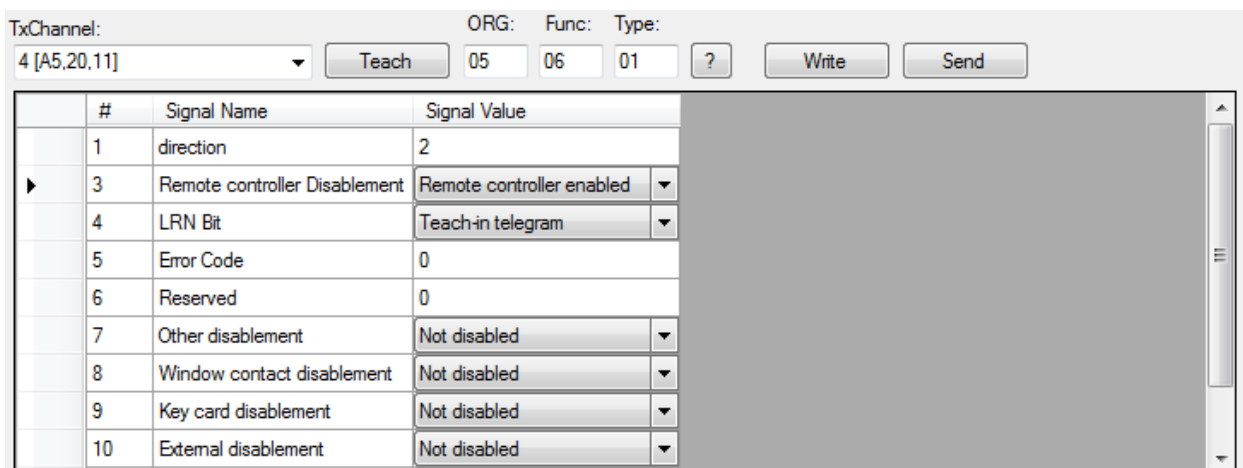 TxChannel: ORG: Func: Type:
4 [A5,20,11] Teach 05 06 01 ? Write Send
# Signal Name Signal Value
1 direction 2
3 Remote controller Disablement Remote controller enabled
4 LRN Bit Teach-in telegram
5 Error Code 0
6 Reserved 0
7 Other disablement Not disabled
8 Window contact disablement Not disabled
9 Key card disablement Not disabled
10 External disablement Not disabled